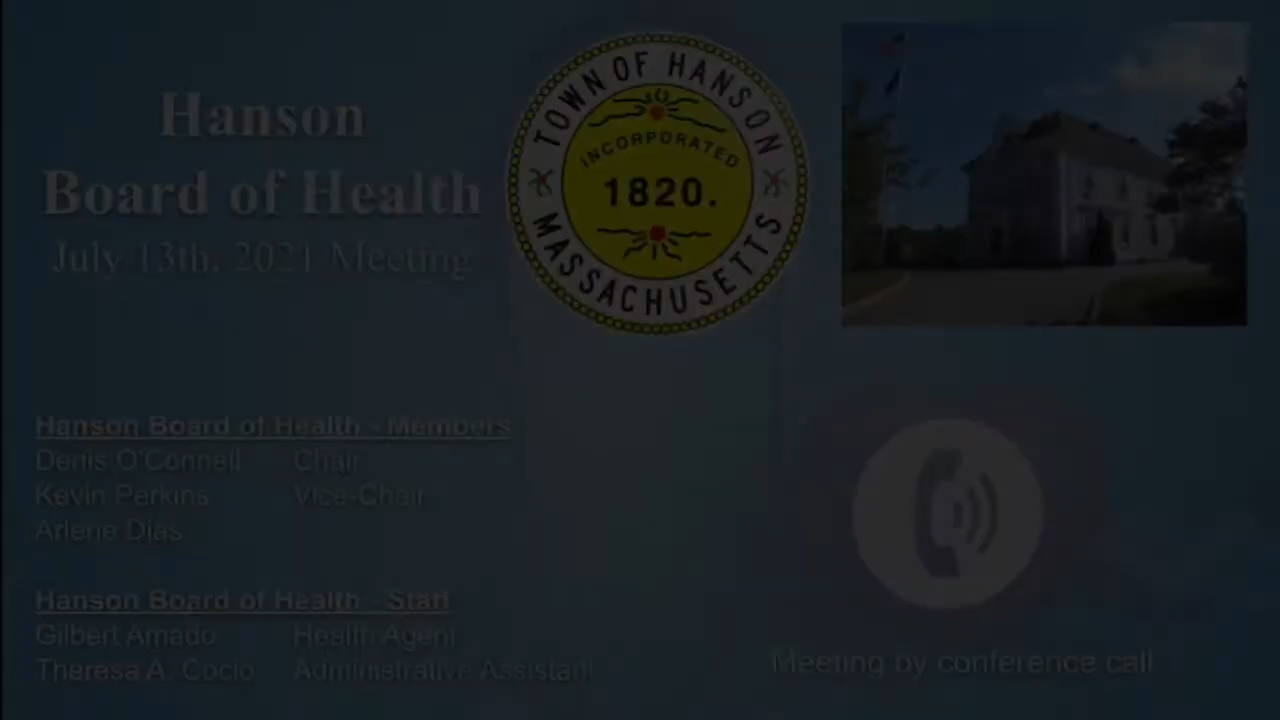 Hanson
Board of Health
July 13th, 2021 Meeting
TOWN OF HANSON
INCORPORATED
1820.
MASSACHUSETTS
Hanson Board of Health - Members
Denis O'Connell Chair
Kevin Perkins Vice-Chair
Arlene Dias
Hanson Board of Health - Staff
Gilbert Amado Health Agent
Theresa A. Cocio Administrative Assistant
Meeting by conference call